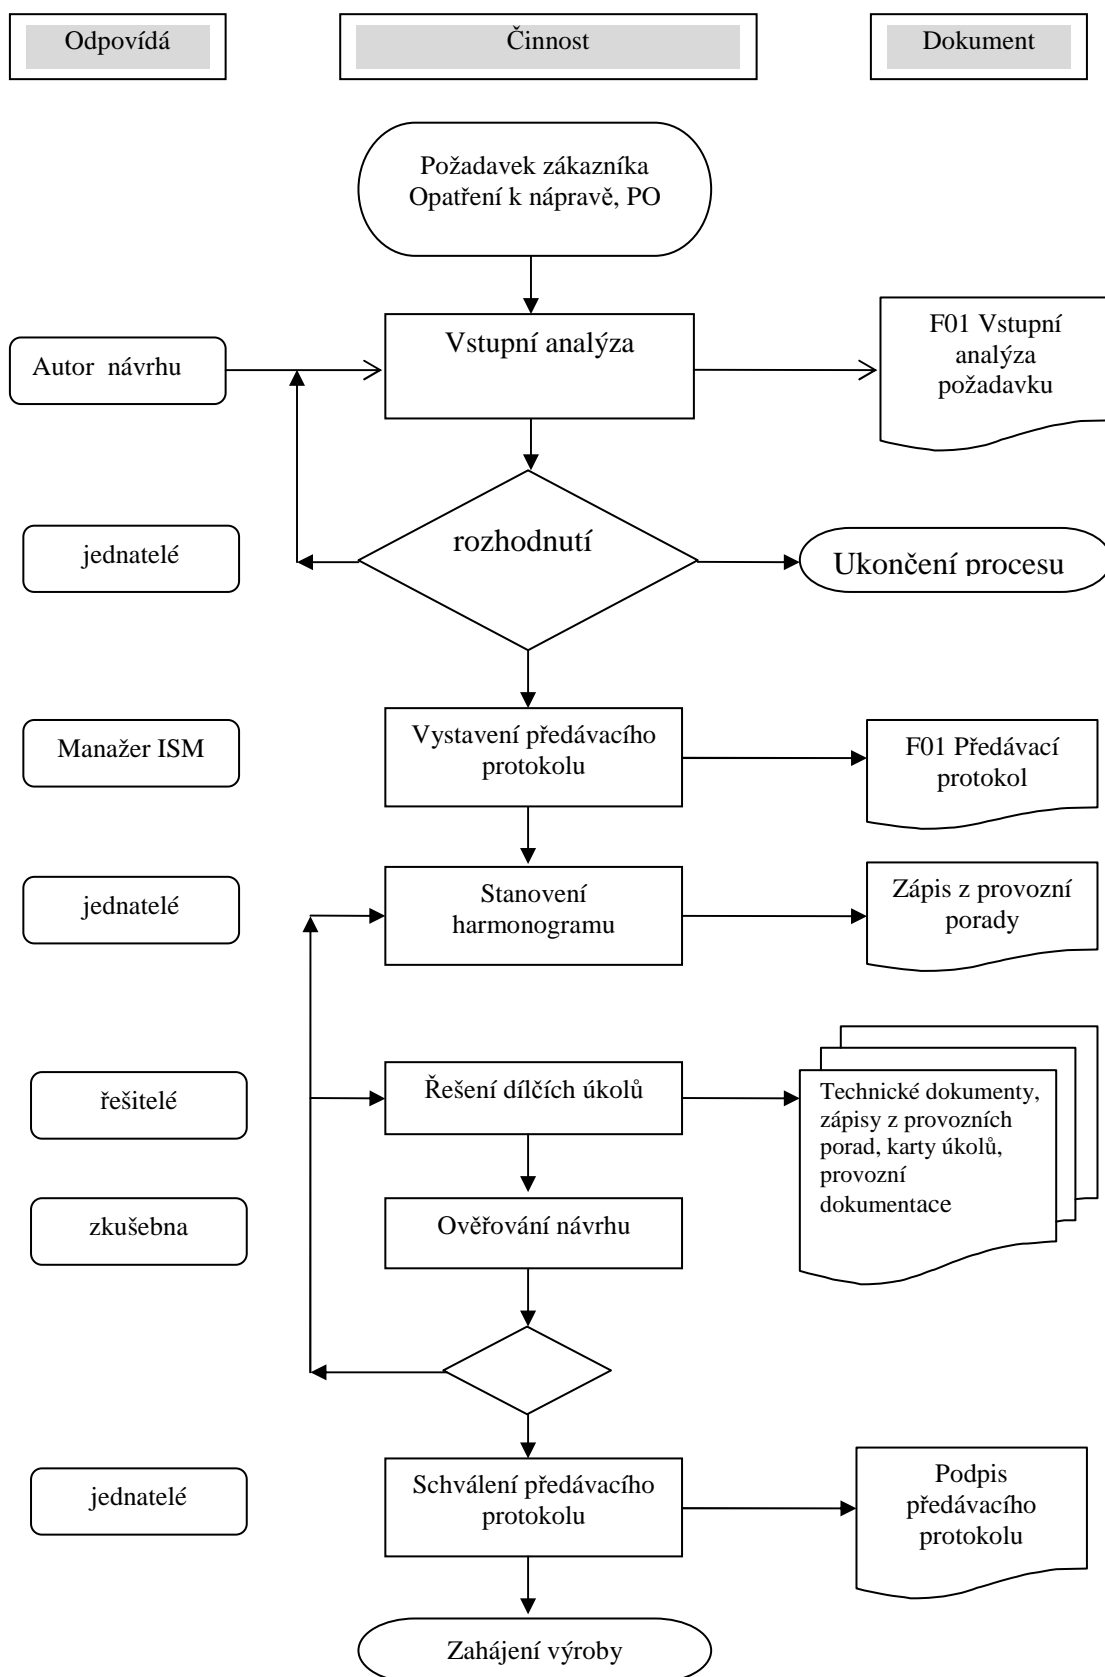 Odpovídá
Činnost
Dokument
Požadavek zákazníka
Opatření k nápravě, PO
Autor  návrhu
Vstupní analýza
F01 Vstupní
analýza
požadavku
jednatelé
rozhodnutí
Ukončení procesu
Manažer ISM
Vystavení předávacího
protokolu
F01 Předávací
protokol
jednatelé
Stanovení
harmonogramu
Zápis z provozní
porady
řešitelé
Řešení dílčích úkolů
Technické dokumenty,
zápisy z provozních
porad, karty úkolů,
provozní
dokumentace
zkušebna
Ověřování návrhu
jednatelé
Schválení předávacího
protokolu
Podpis
předávacího
protokolu
Zahájení výroby